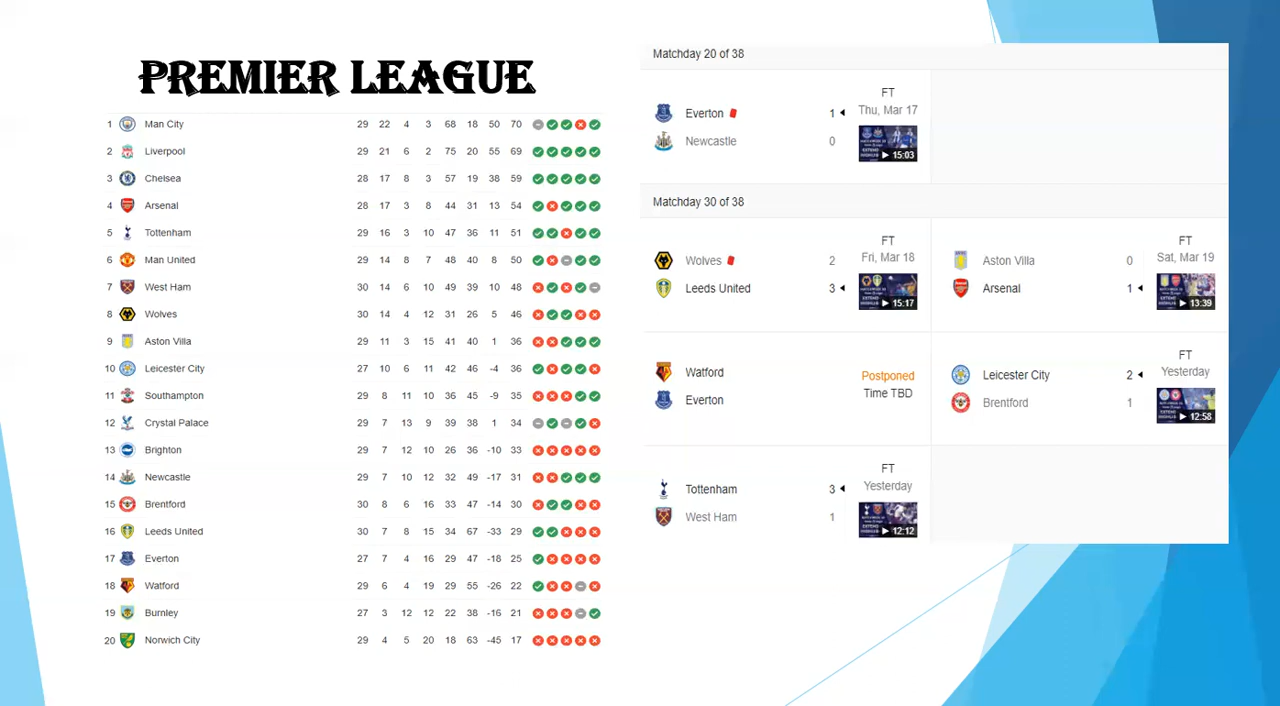 PREMIER LEAGUE
1 Man City 29 22 4 3 68 18 50 70
2 Liverpool 29 21 6 2 75 20 55 69
3 Chelsea 28 17 8 3 57 19 38 59
4 Arsenal 28 17 3 8 44 31 13 54
5 Tottenham 29 16 3 10 47 36 11 51
6 Man United 29 14 8 7 48 40 8 50
7 West Ham 30 14 6 10 49 39 10 48
8 Wolves 30 14 4 12 31 26 5 46
9 Aston Villa 29 11 3 15 41 40 1 36
10 Leicester City 27 10 6 11 42 46 -4 36
11 Southampton 29 8 11 10 36 45 -9 35
12 Crystal Palace 29 7 13 9 39 38 1 34
13 Brighton 29 7 12 10 26 36 -10 33
14 Newcastle 29 7 10 12 32 49 -17 31
15 Brentford 30 8 6 16 33 47 -14 30
16 Leeds United 30 7 8 15 34 67 -33 29
17 Everton 27 7 4 16 29 47 -18 25
18 Watford 29 6 4 19 29 55 -26 22
19 Burnley 27 3 12 12 22 38 -16 21
20 Norwich City 29 4 5 20 18 63 -45 17
Matchday 20 of 38
FT
Everton 1 Thu, Mar 17
Newcastle 0
15:03
Matchday 30 of 38
FT
Wolves 2 Fri, Mar 18
Leeds United 3
15:17
FT
Aston Villa 0 Sat, Mar 19
Arsenal 1
13:39
Watford
Everton
Postponed
Time TBD
FT
Leicester City 2 Yesterday
Brentford 1
12:58
FT
Tottenham 3 Yesterday
West Ham 1
12:12